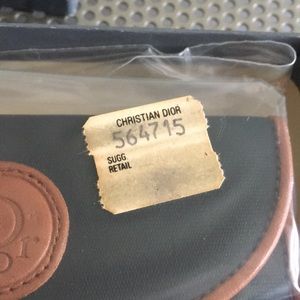 CHRISTIAN DIOR
564715
SUGG
RETAIL